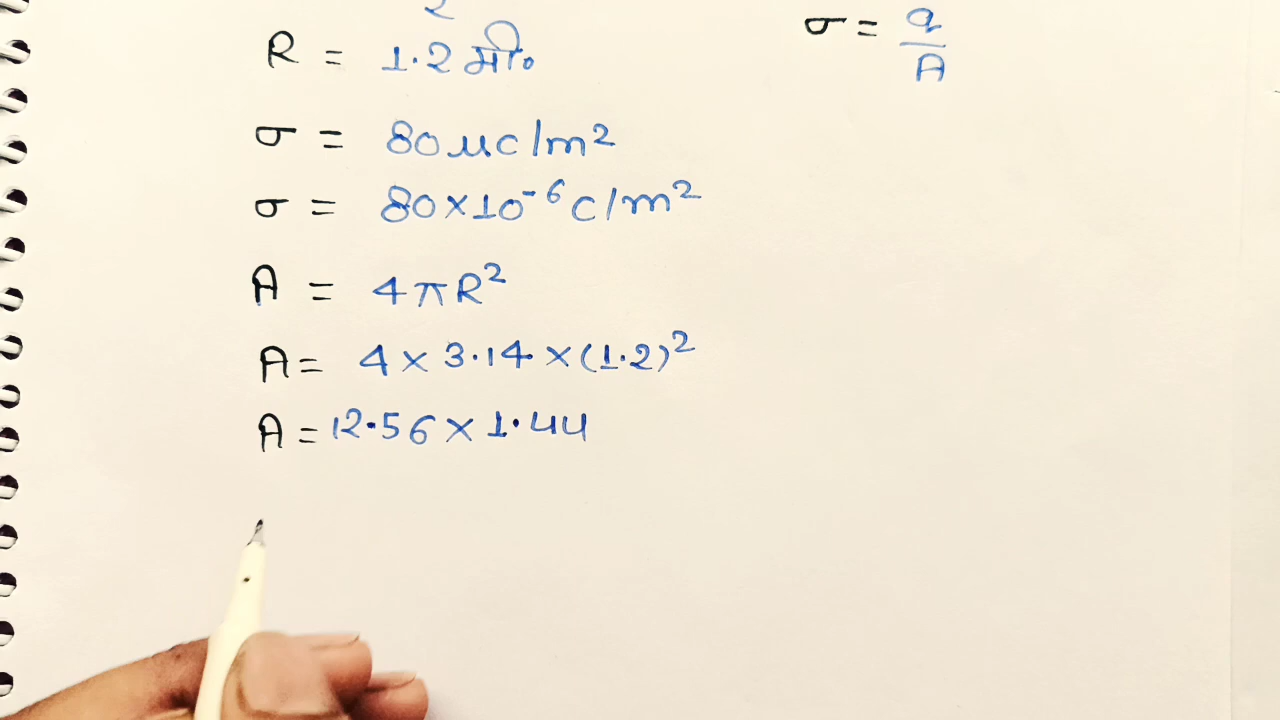 2
R = 1.2 मी०
σ = q/A
σ = 80 μC/m²
σ = 80×10⁻⁶ C/m²
A = 4πR²
A = 4 × 3.14 × (1.2)²
A = 12.56 × 1.44